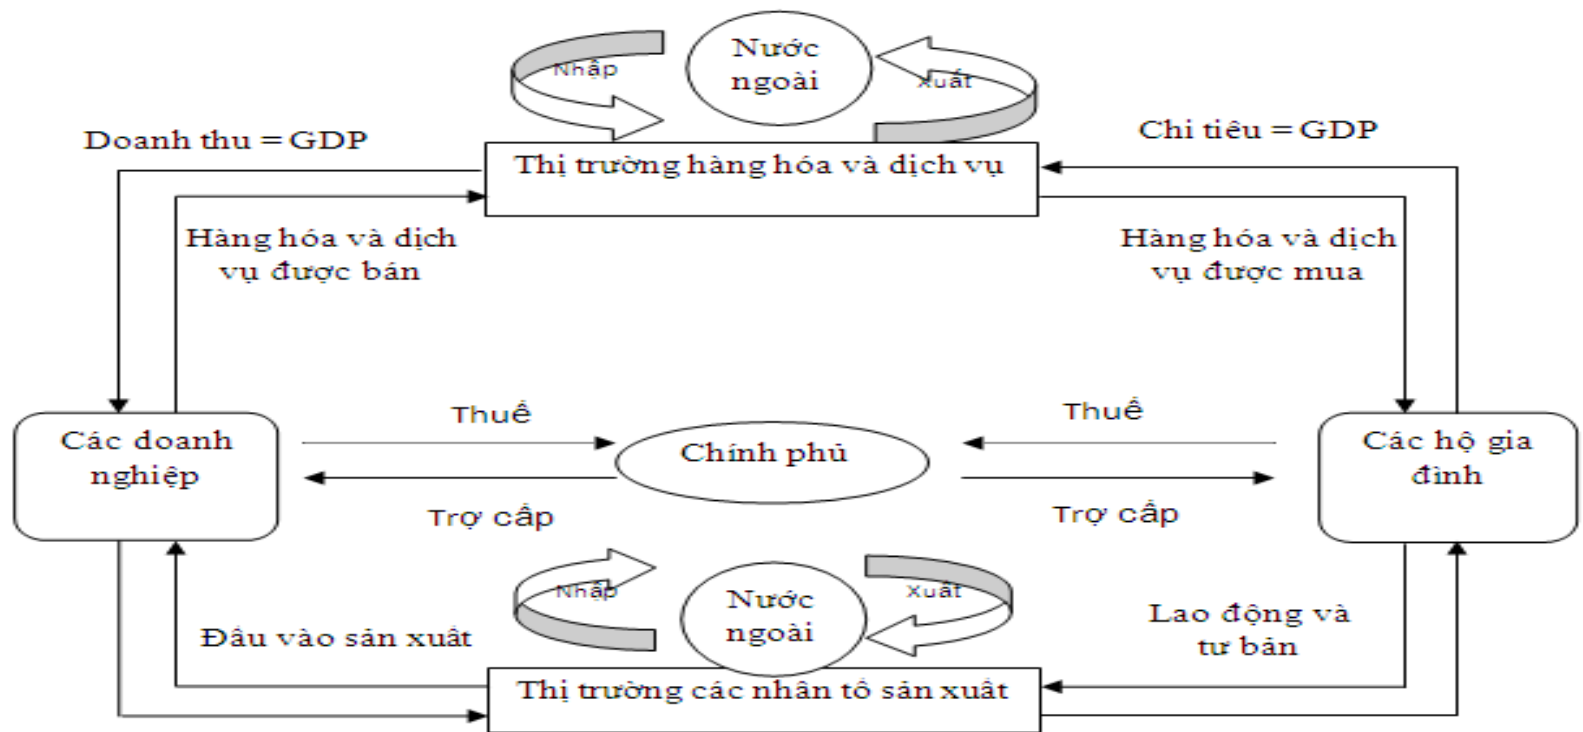 Nước
ngoài
Nhập
Xuất
Doanh thu = GDP
Chi tiêu = GDP
Thị trường hàng hóa và dịch vụ
Hàng hóa và dịch
vụ được bán
Hàng hóa và dịch
vụ được mua
Thuế
Thuế
Các doanh
nghiệp
Chính phủ
Các hộ gia
đình
Trợ cấp
Trợ cấp
Nhập
Nước
ngoài
Xuất
Đầu vào sản xuất
Lao động và
tư bản
Thị trường các nhân tố sản xuất